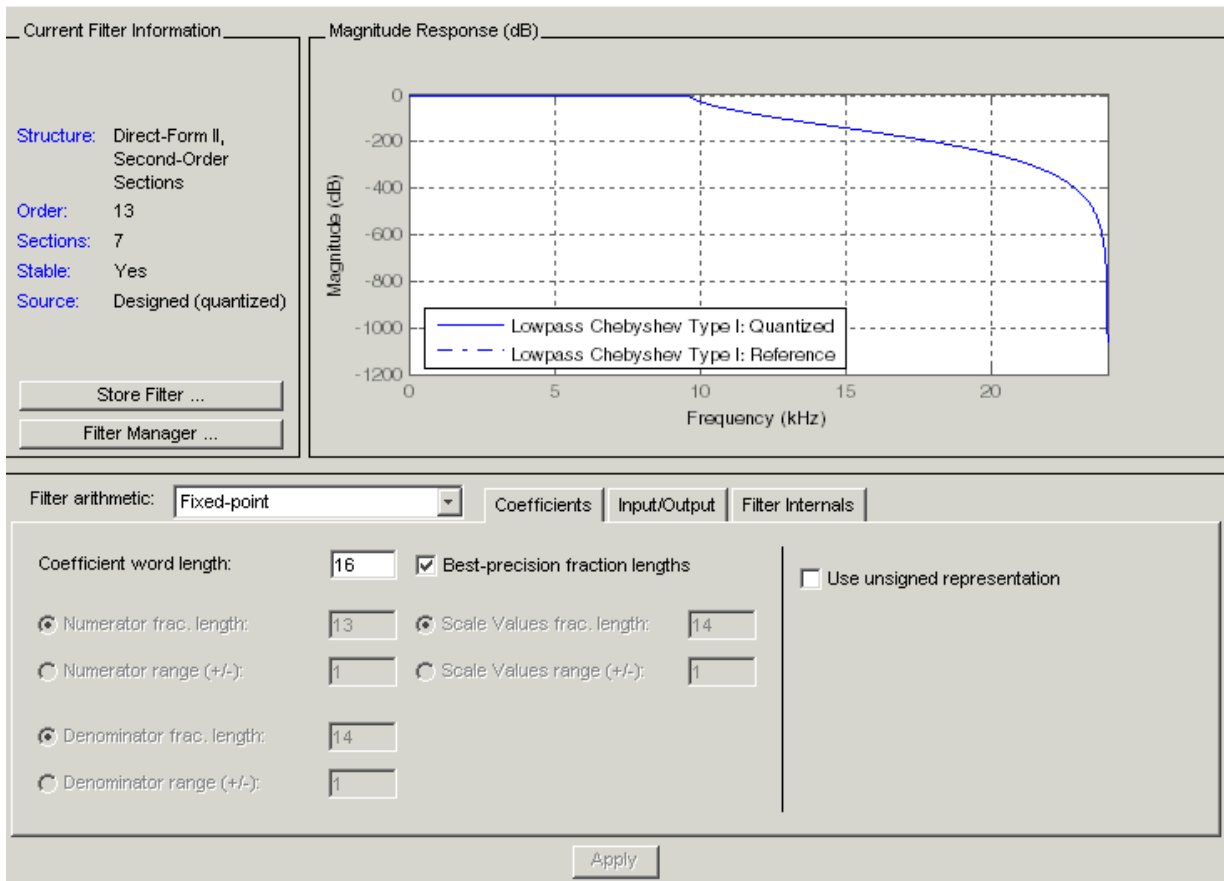 Current Filter Information
Structure: Direct-Form II,
Second-Order
Sections
Order: 13
Sections: 7
Stable: Yes
Source: Designed (quantized)
Store Filter ...
Filter Manager ...
Magnitude Response (dB)
0
-200
-400
-600
-800
-1000
-1200
Magnitude (dB)
Lowpass Chebyshev Type I: Quantized
Lowpass Chebyshev Type I: Reference
0 5 10 15 20
Frequency (kHz)
Filter arithmetic: Fixed-point
Coefficients Input/Output Filter Internals
Coefficient word length: 16 Best-precision fraction lengths
Use unsigned representation
Numerator frac. length: 13 Scale Values frac. length: 14
Numerator range (+/-): 1 Scale Values range (+/-): 1
Denominator frac. length: 14
Denominator range (+/-): 1
Apply